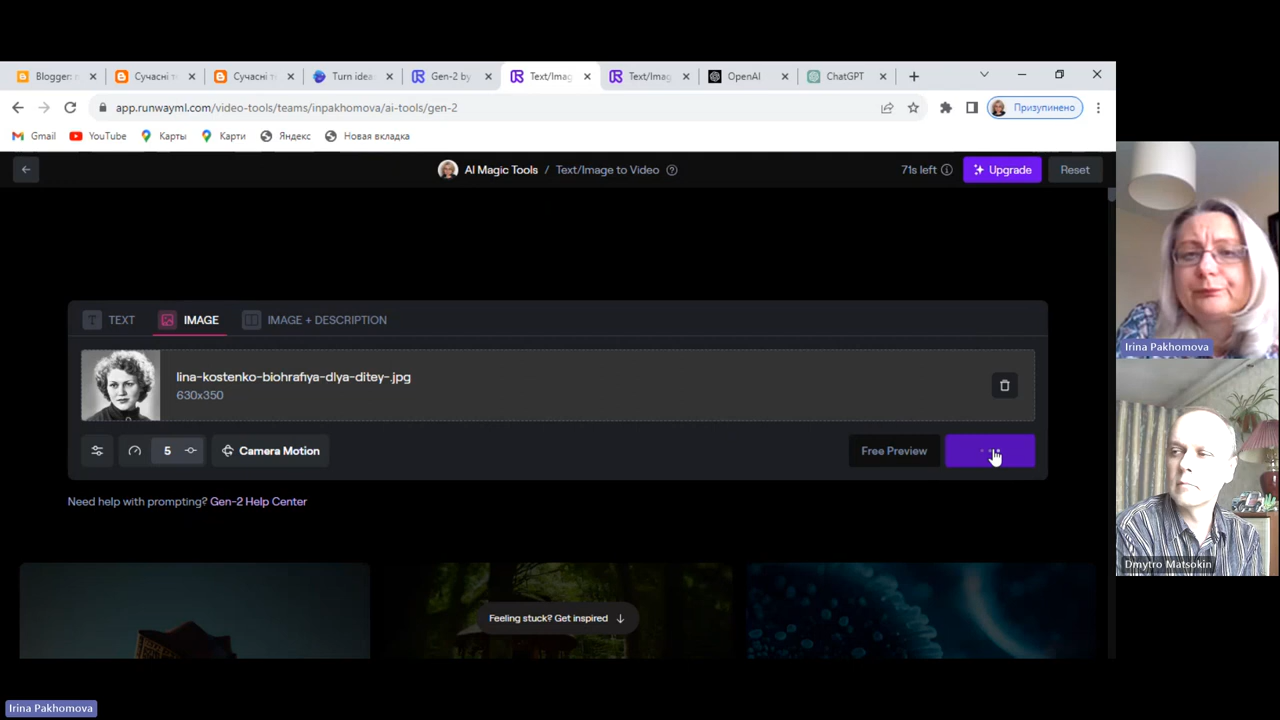 Blogger:
Сучасні т
Сучасні т
Turn idea
Gen-2 by
Text/Imag
Text/Imag
OpenAI
ChatGPT
app.runwayml.com/video-tools/teams/inpakhomova/ai-tools/gen-2
Призупинено
Gmail
YouTube
Карты
Карти
Яндекс
Новая вкладка
AI Magic Tools / Text/Image to Video
71s left
Upgrade
Reset
TEXT
IMAGE
IMAGE + DESCRIPTION
lina-kostenko-biohrafiya-dlya-ditey-.jpg
630x350
5
Camera Motion
Free Preview
Need help with prompting? Gen-2 Help Center
Feeling stuck? Get inspired
Irina Pakhomova
Dmytro Matsokin
Irina Pakhomova